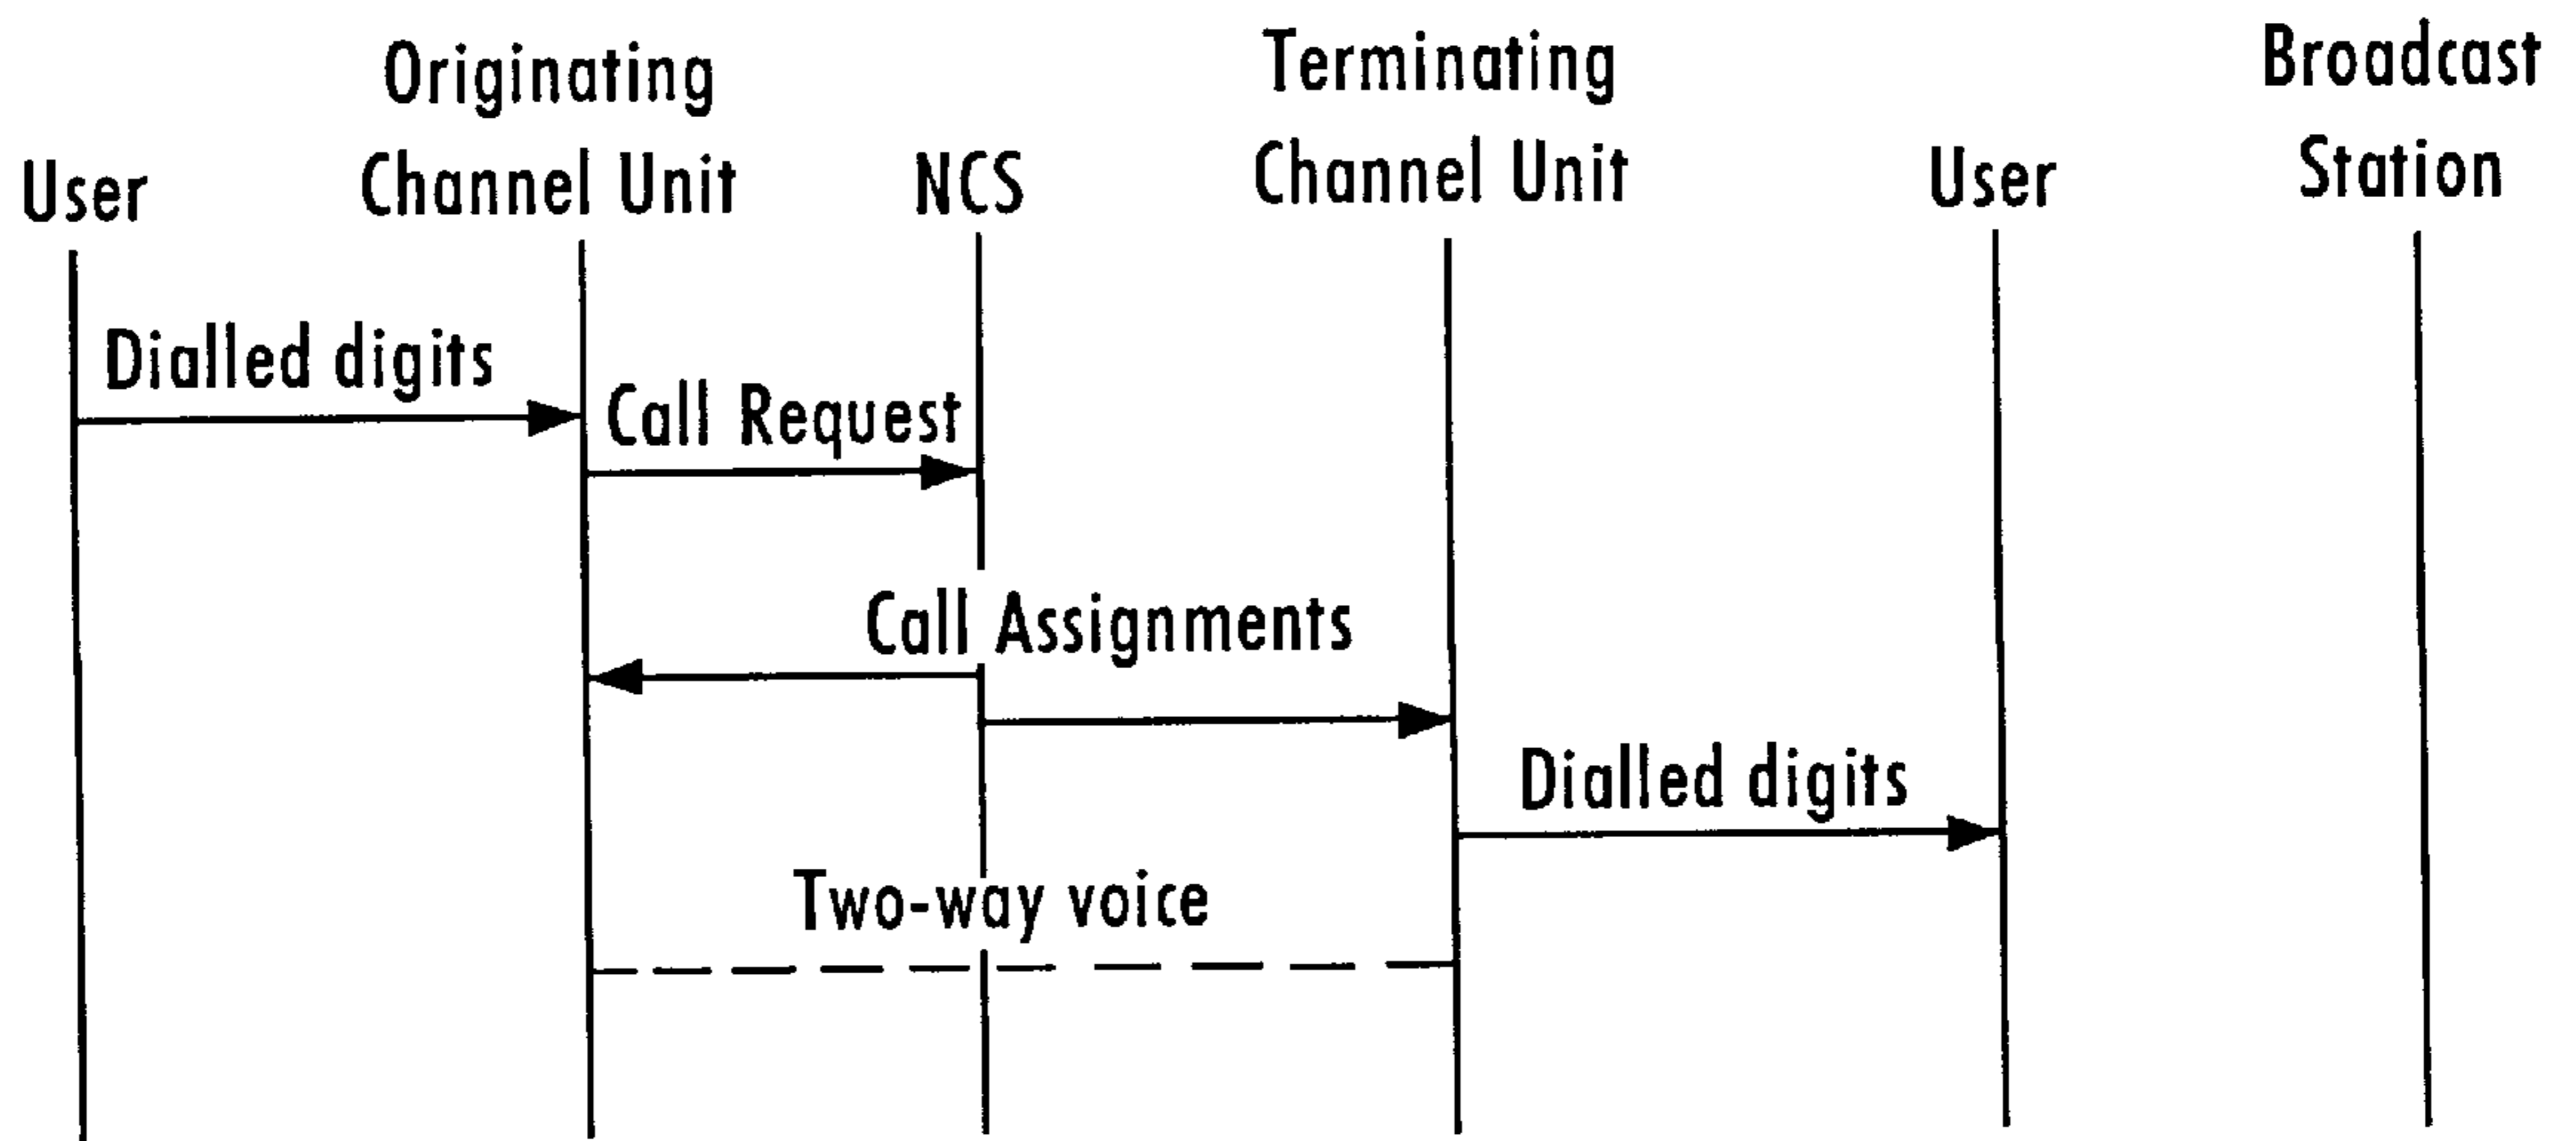 User
Originating
Channel Unit
NCS
Terminating
Channel Unit
User
Broadcast
Station
Dialled digits
Call Request
Call Assignments
Dialled digits
Two-way voice